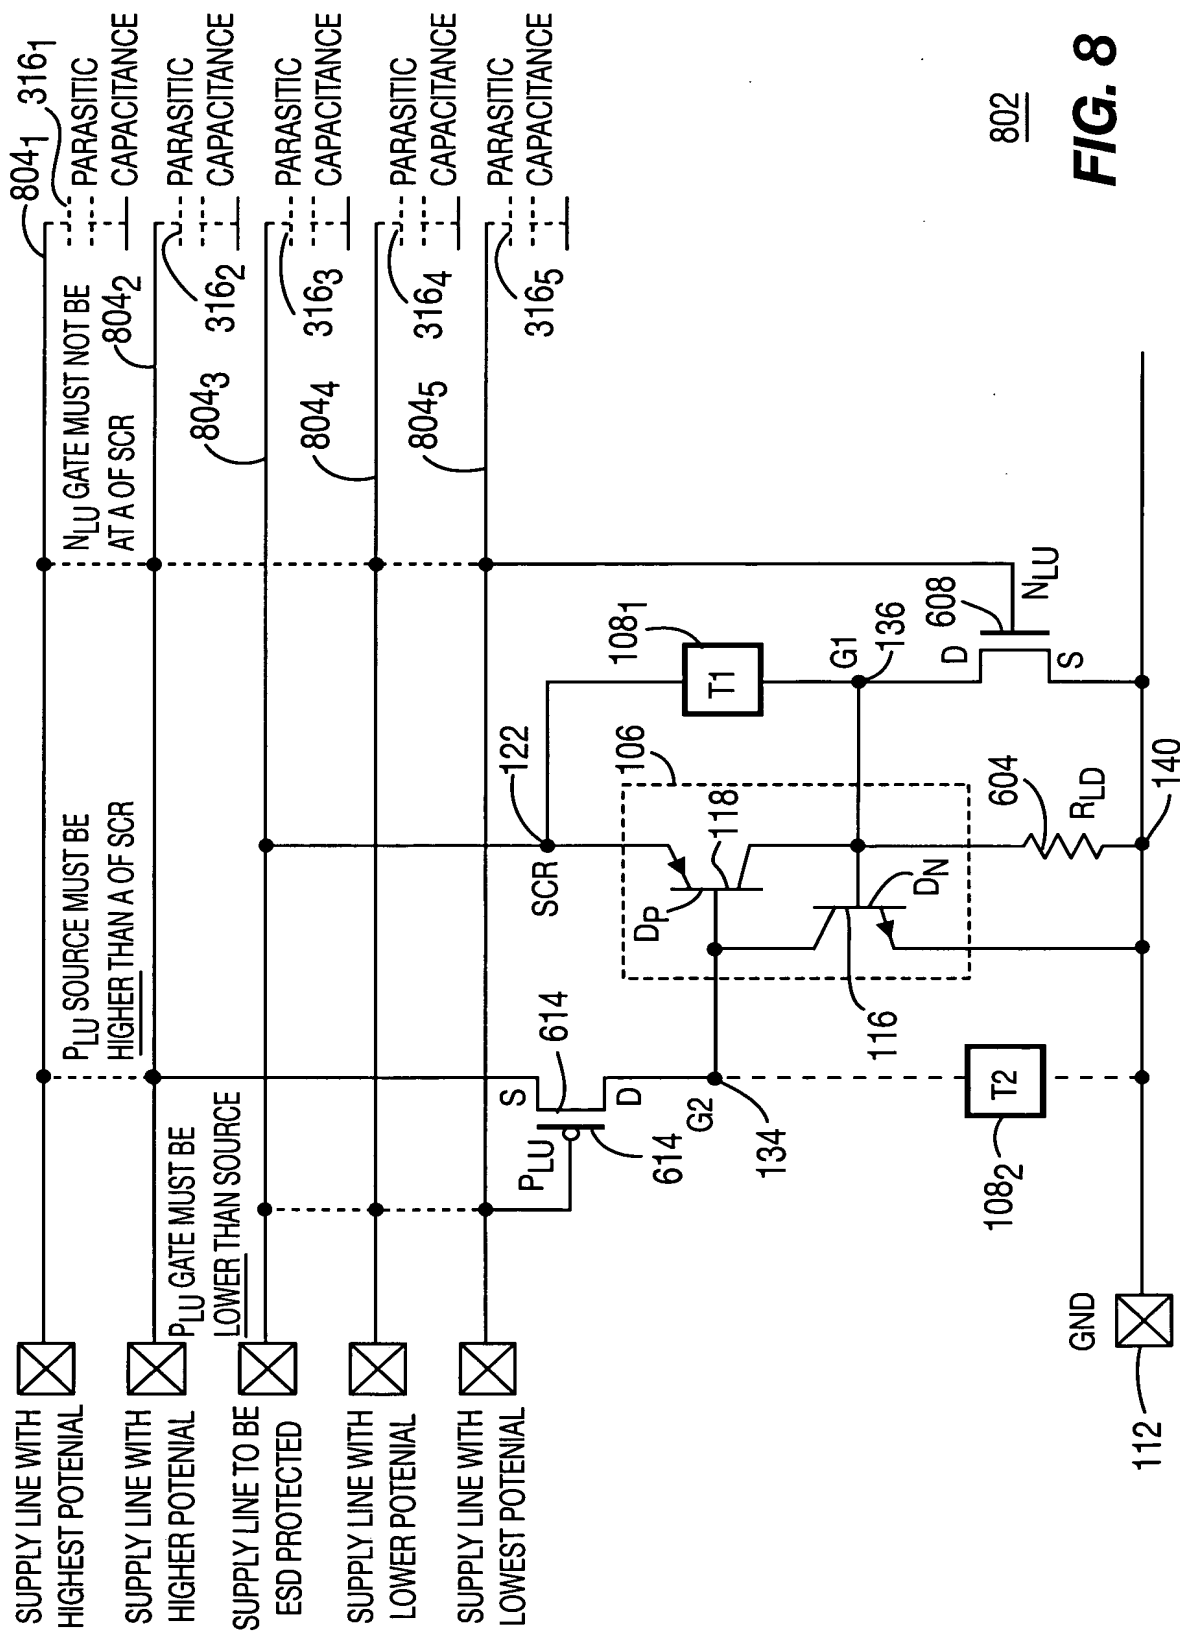 SUPPLY LINE WITH
HIGHEST POTENIAL
SUPPLY LINE WITH
HIGHER POTENIAL
SUPPLY LINE TO BE
ESD PROTECTED
SUPPLY LINE WITH
LOWER POTENIAL
SUPPLY LINE WITH
LOWEST POTENIAL
PLU SOURCE MUST BE
HIGHER THAN A OF SCR
PLU GATE MUST BE
LOWER THAN SOURCE
NLU GATE MUST NOT BE
AT A OF SCR
8041
8042
8043
8044
8045
3161
PARASITIC
CAPACITANCE
3162
PARASITIC
CAPACITANCE
3163
PARASITIC
CAPACITANCE
3164
PARASITIC
CAPACITANCE
3165
PARASITIC
CAPACITANCE
S
614
PLU
D
614
G2
134
SCR
122
106
DP
118
116
DN
T1
1081
G1
136
D
608
NLU
S
604
RLD
140
T2
1082
GND
112
802
FIG. 8